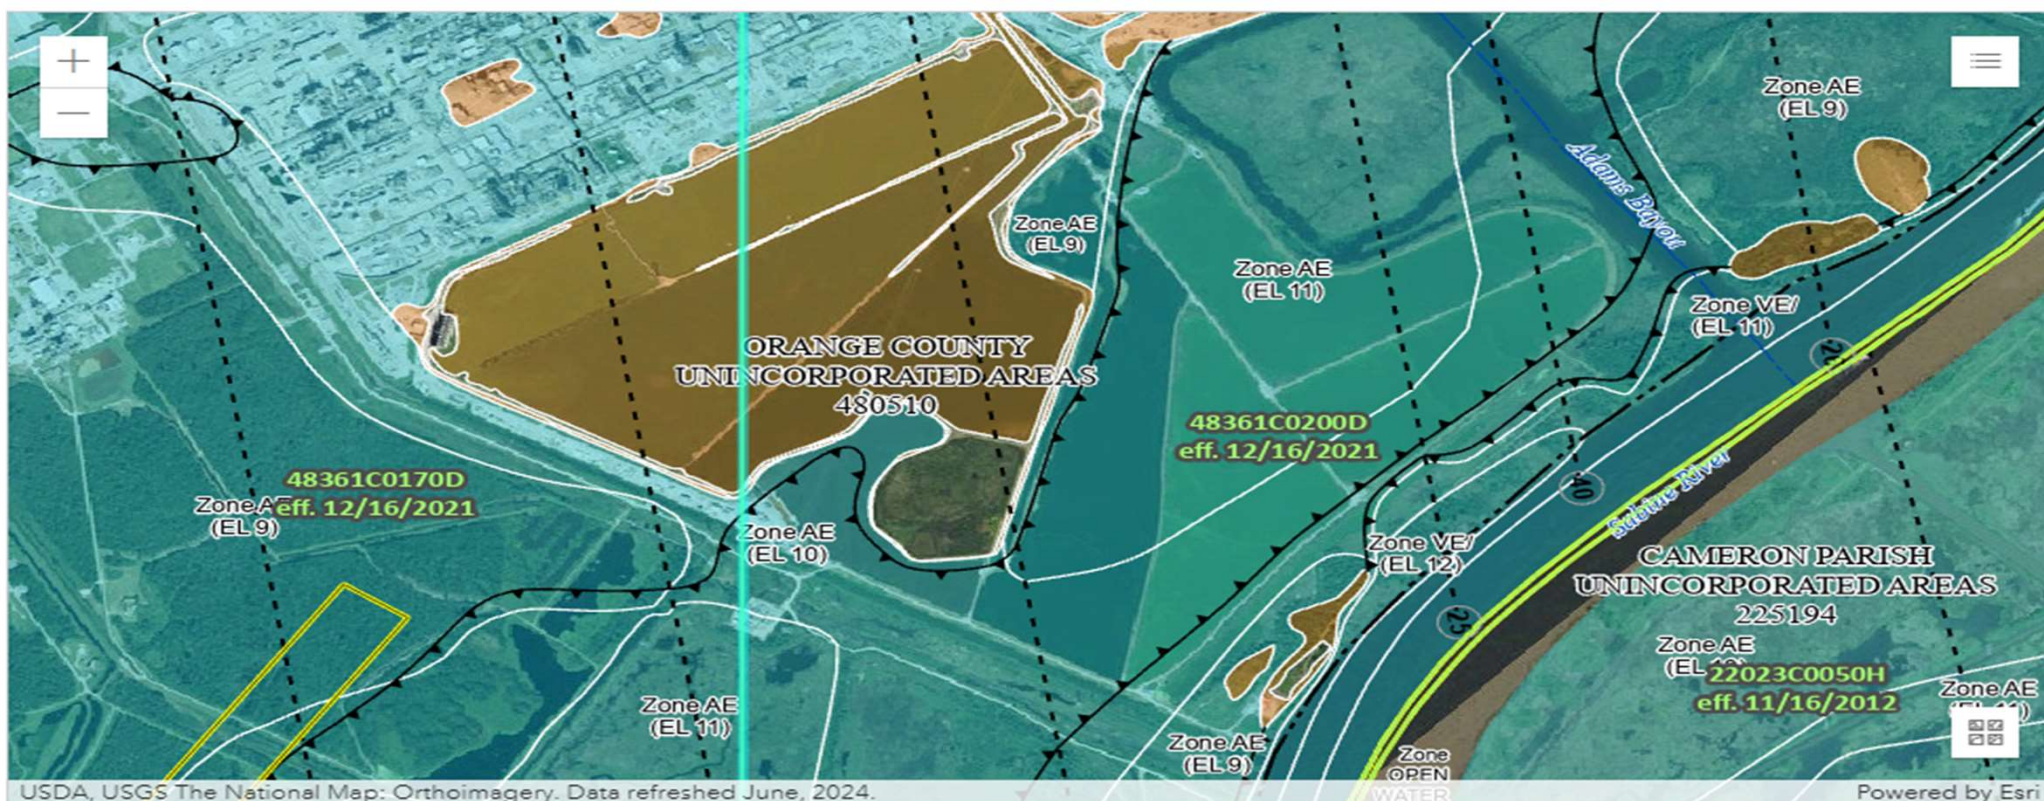 Zone AE
(EL 9)
Adams Bayou
Zone AE
(EL 9)
Zone AE
(EL 11)
Zone VE/
(EL 11)
20
ORANGE COUNTY
UNINCORPORATED AREAS
480510
48361C0200D
eff. 12/16/2021
48361C0170D
eff. 12/16/2021
Zone AE
(EL 9)
Zone AE
(EL 10)
40
Sabine River
Zone VE/
(EL 12)
CAMERON PARISH
UNINCORPORATED AREAS
225194
25
Zone AE
(EL
22023C0050H
eff. 11/16/2012
Zone AE
Zone AE
(EL 11)
Zone AE
(EL 9)
Zone
OPEN
WATER
USDA, USGS The National Map: Orthoimagery. Data refreshed June, 2024.
Powered by Esri